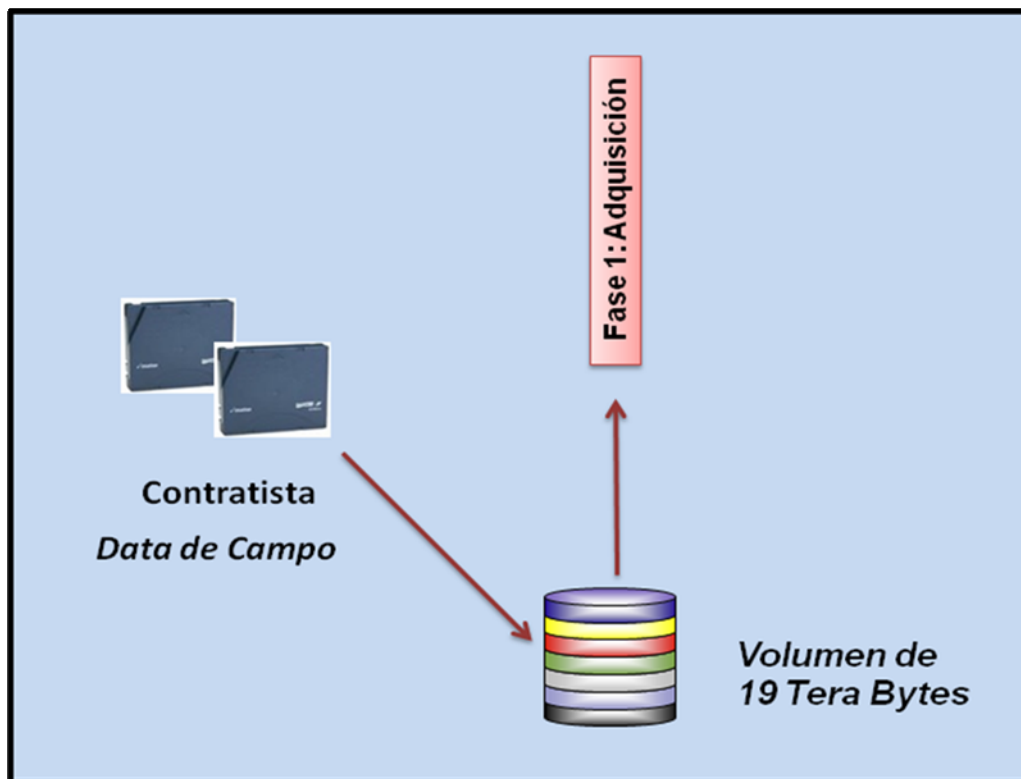 Fase 1: Adquisición
Contratista
Data de Campo
Volumen de
19 Tera Bytes